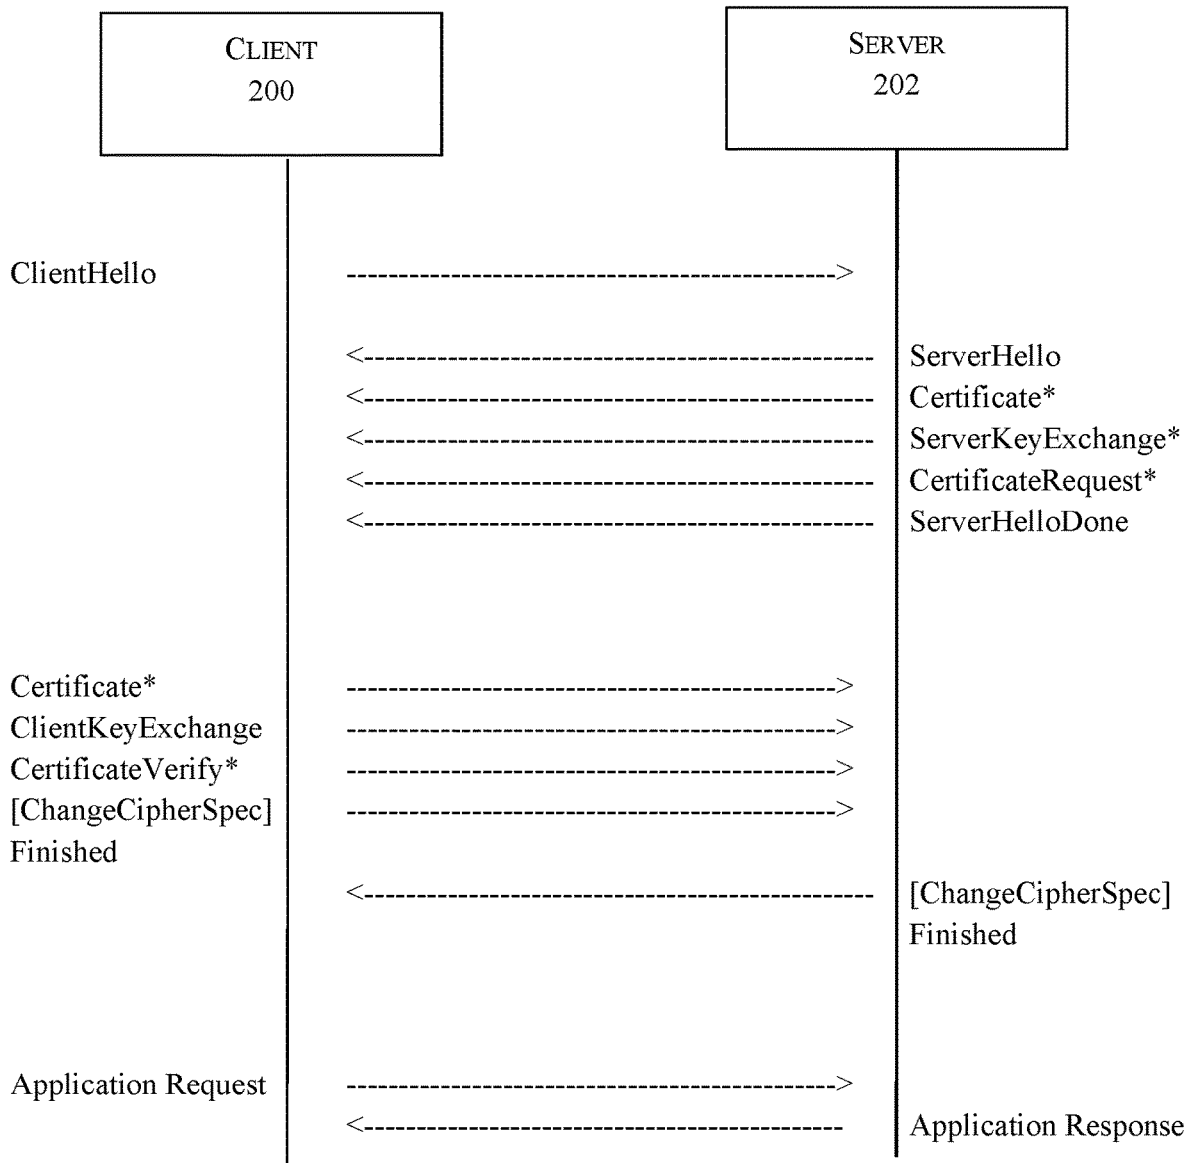 CLIENT
200
SERVER
202
ClientHello
ServerHello
Certificate*
ServerKeyExchange*
CertificateRequest*
ServerHelloDone
Certificate*
ClientKeyExchange
CertificateVerify*
[ChangeCipherSpec]
Finished
[ChangeCipherSpec]
Finished
Application Request
Application Response